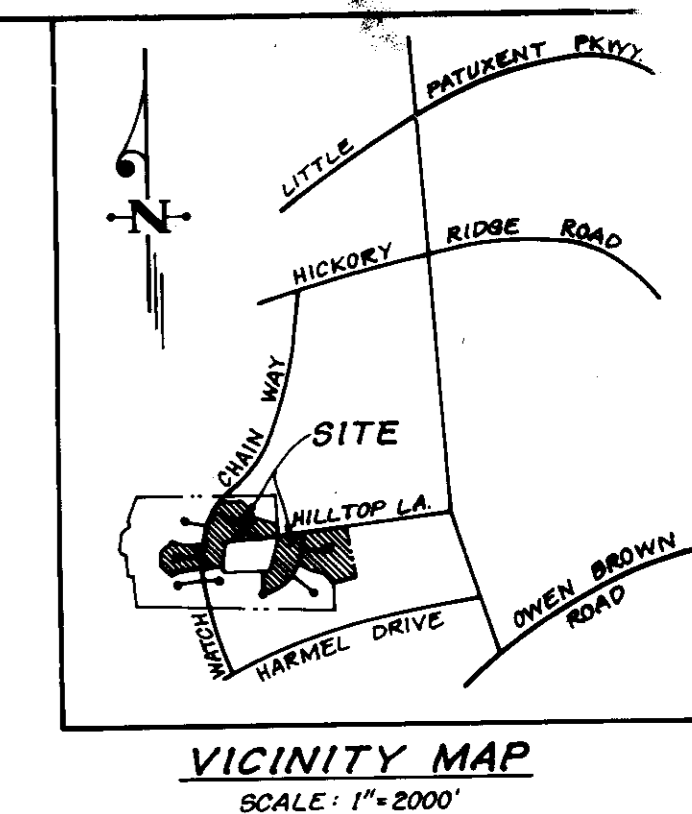 LITTLE PATUXENT PKWY.
N
HICKORY RIDGE ROAD
WATCH CHAIN WAY
SITE
HILLTOP LA.
OWEN BROWN
ROAD
HARMEL DRIVE
VICINITY MAP
SCALE: 1"=2000'